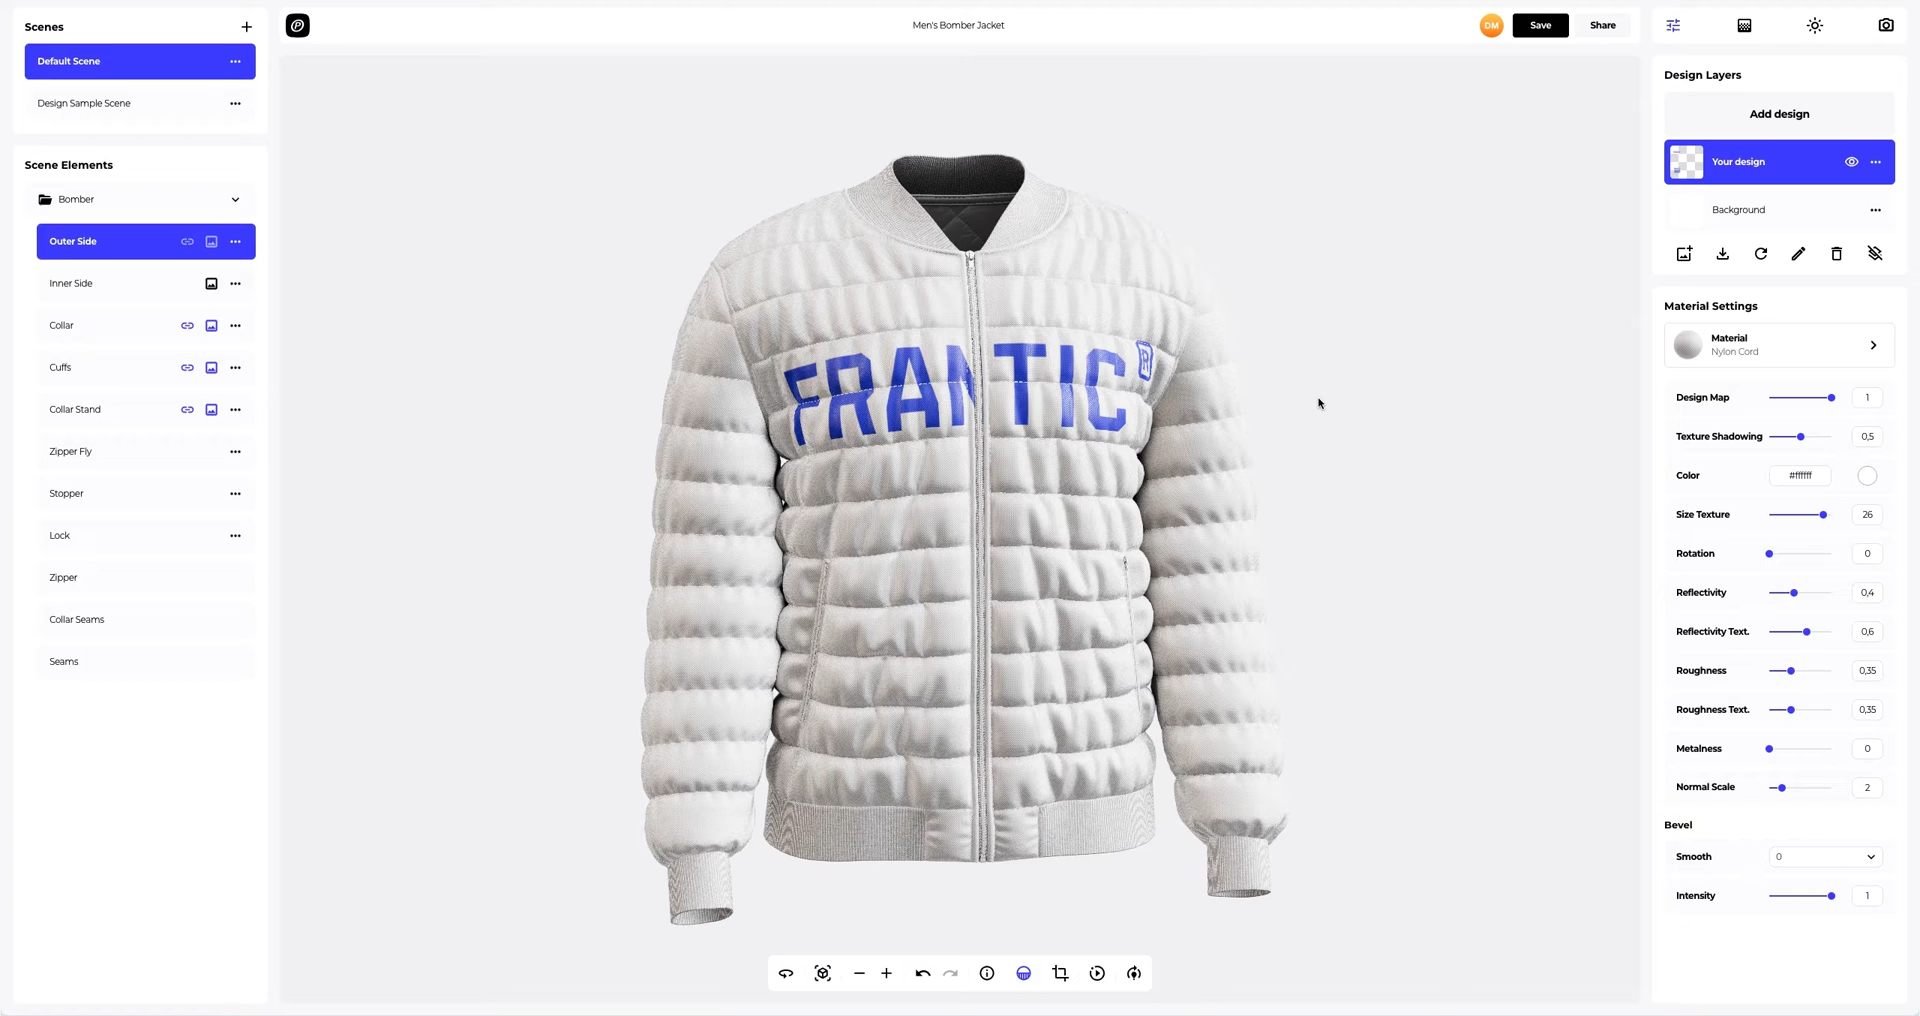 Scenes
Default Scene
Design Sample Scene
Scene Elements
Bomber
Outer Side
Inner Side
Collar
Cuffs
Collar Stand
Zipper Fly
Stopper
Lock
Zipper
Collar Seams
Seams
Men's Bomber Jacket
DM
Save
Share
FRANTIC
R
Design Layers
Add design
Your design
Background
Material Settings
Material
Nylon Cord
Design Map 1
Texture Shadowing 0,5
Color #ffffff
Size Texture 26
Rotation 0
Reflectivity 0,4
Reflectivity Text. 0,6
Roughness 0,35
Roughness Text. 0,35
Metalness 0
Normal Scale 2
Bevel
Smooth 0
Intensity 1